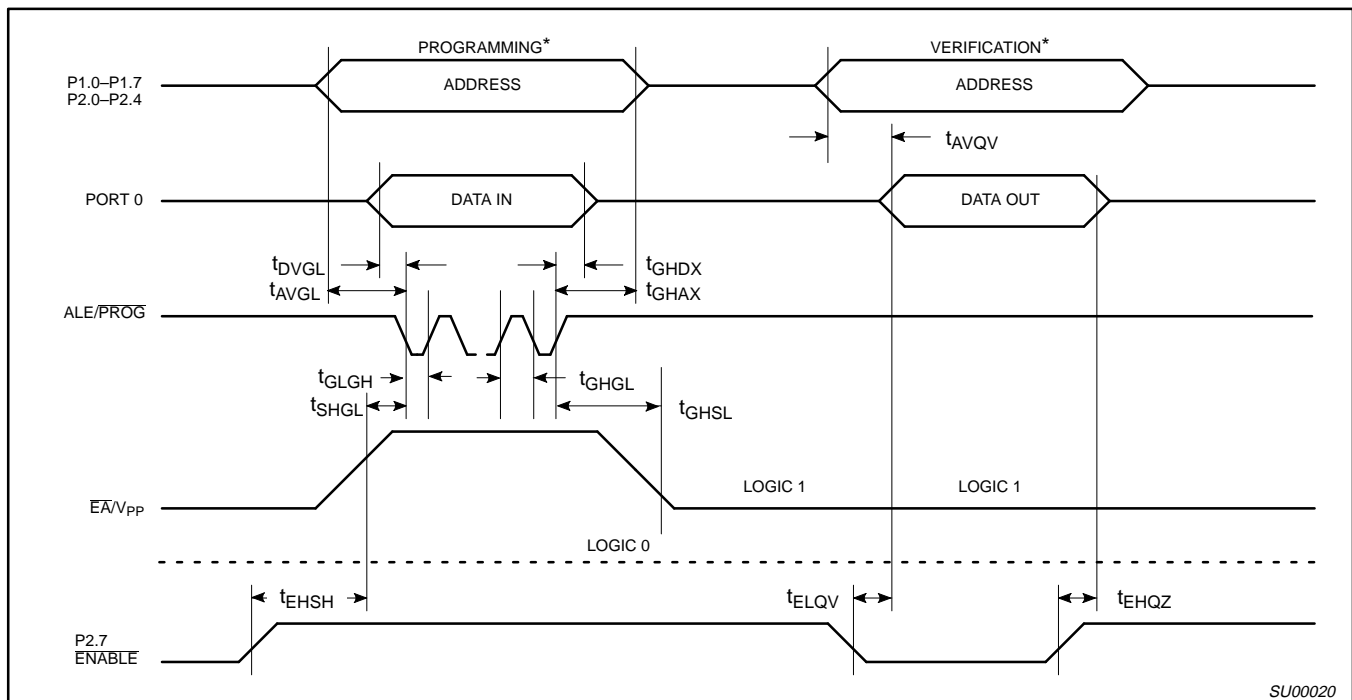 PROGRAMMING*
VERIFICATION*
P1.0–P1.7
P2.0–P2.4
ADDRESS
ADDRESS
tAVQV
PORT 0
DATA IN
DATA OUT
tDVGL
tGHDX
tAVGL
tGHAX
ALE/PROG
tGLGH
tGHGL
tSHGL
tGHSL
LOGIC 1
LOGIC 1
EA/VPP
LOGIC 0
tEHSH
tELQV
tEHQZ
P2.7
ENABLE
SU00020